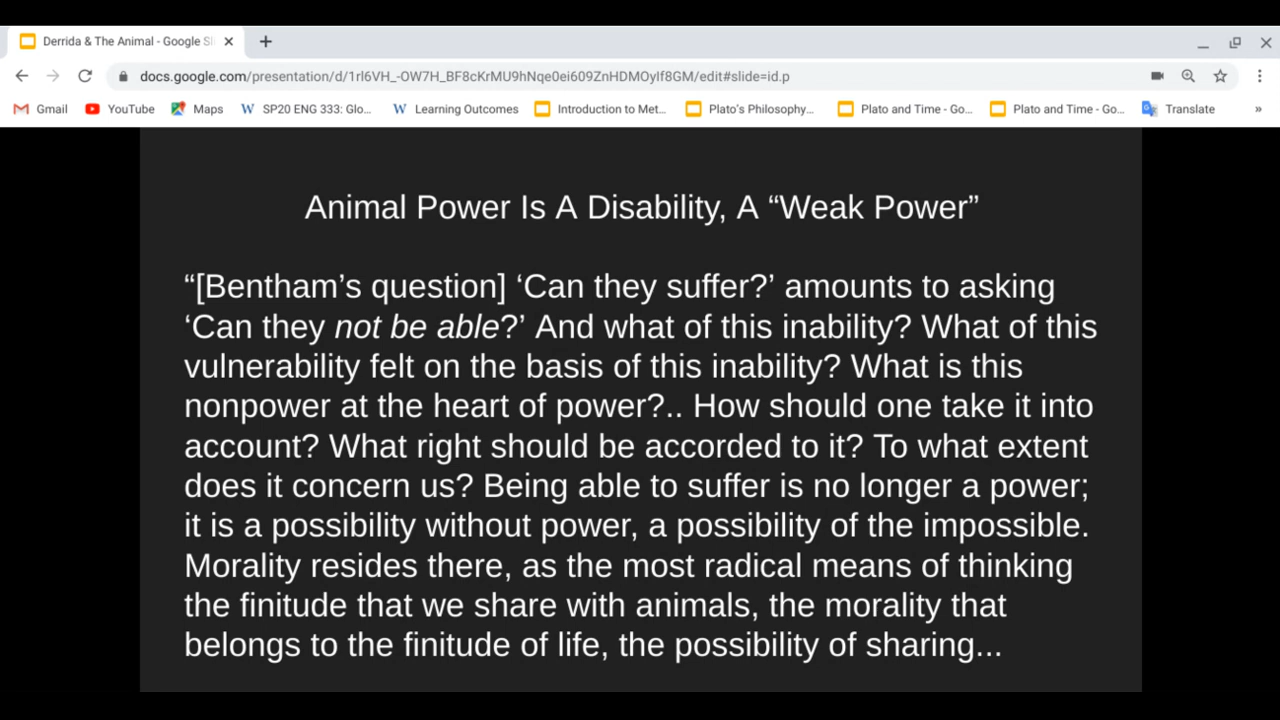 Derrida & The Animal - Google Sl
docs.google.com/presentation/d/1rl6VH_-OW7H_BF8cKrMU9hNqe0ei609ZnHDMOyIf8GM/edit#slide=id.p
Gmail YouTube Maps SP20 ENG 333: Glo... Learning Outcomes Introduction to Met... Plato's Philosophy... Plato and Time - Go... Plato and Time - Go... Translate »
Animal Power Is A Disability, A “Weak Power”
“[Bentham’s question] ‘Can they suffer?’ amounts to asking
‘Can they not be able?’ And what of this inability? What of this
vulnerability felt on the basis of this inability? What is this
nonpower at the heart of power?.. How should one take it into
account? What right should be accorded to it? To what extent
does it concern us? Being able to suffer is no longer a power;
it is a possibility without power, a possibility of the impossible.
Morality resides there, as the most radical means of thinking
the finitude that we share with animals, the morality that
belongs to the finitude of life, the possibility of sharing...